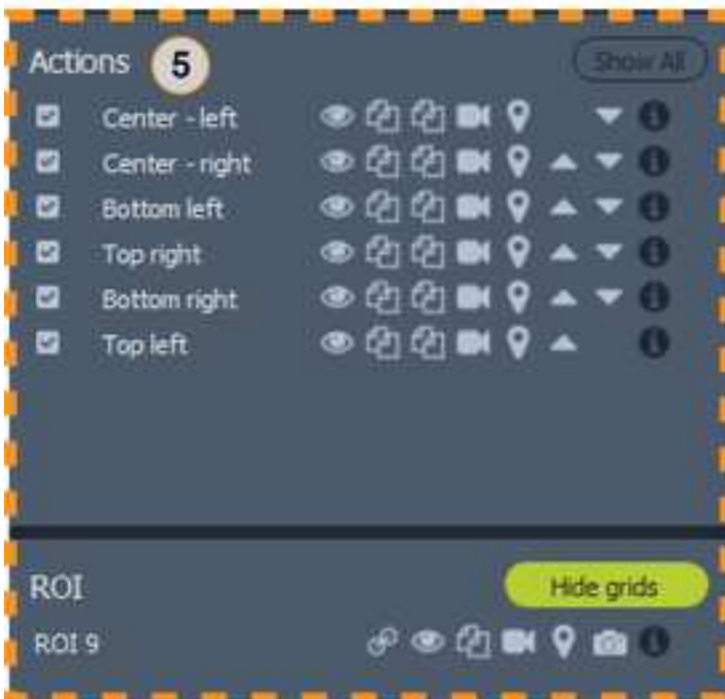 Actions 5 Show All
Center - left
Center - right
Bottom left
Top right
Bottom right
Top left
ROI Hide grids
ROI 9